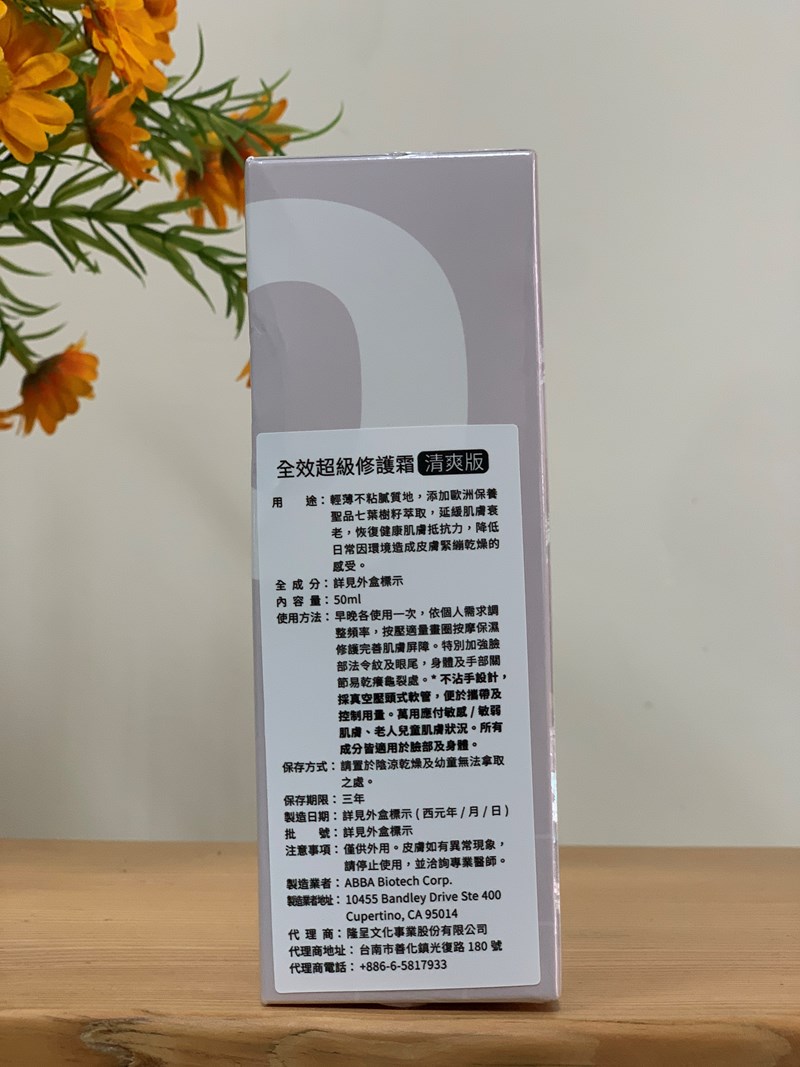 全效超級修護霜 清爽版
用 途：輕薄不粘膩質地，添加歐洲保養
聖品七葉樹籽萃取，延緩肌膚衰
老，恢復健康肌膚抵抗力，降低
日常因環境造成皮膚緊繃乾燥的
感受。
全 成 分：詳見外盒標示
內 容 量：50ml
使用方法：早晚各使用一次，依個人需求調
整頻率，按壓適量畫圈按摩保濕
修護完善肌膚屏障。特別加強臉
部法令紋及眼尾，身體及手部關
節易乾癢龜裂處。* 不沾手設計，
採真空壓頭式軟管，便於攜帶及
控制用量。萬用應付敏感 / 敏弱
肌膚、老人兒童肌膚狀況。所有
成分皆適用於臉部及身體。
保存方式：請置於陰涼乾燥及幼童無法拿取
之處。
保存期限：三年
製造日期：詳見外盒標示 ( 西元年 / 月 / 日 )
批 號：詳見外盒標示
注意事項：僅供外用。皮膚如有異常現象，
請停止使用，並洽詢專業醫師。
製造業者：ABBA Biotech Corp.
製造業者地址：10455 Bandley Drive Ste 400
Cupertino, CA 95014
代 理 商：隆呈文化事業股份有限公司
代理商地址：台南市善化鎮光復路 180 號
代理商電話：+886-6-5817933